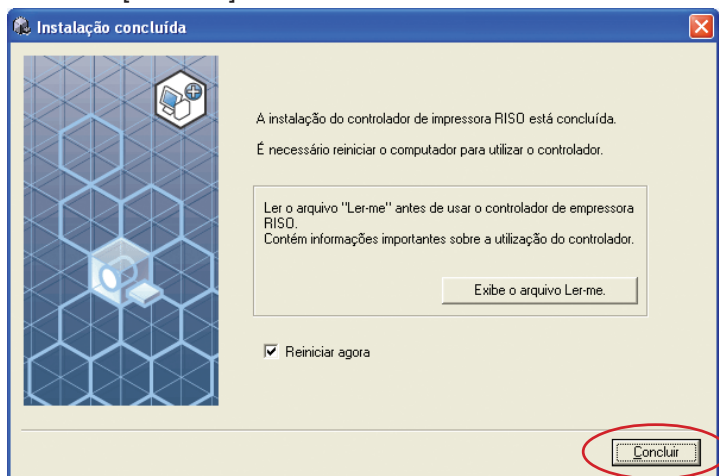 Instalação concluída
A instalação do controlador de impressora RISO está concluída.
É necessário reiniciar o computador para utilizar o controlador.
Ler o arquivo "Ler-me" antes de usar o controlador de empressora
RISO.
Contém informações importantes sobre a utilização do controlador.
Exibe o arquivo Ler-me.
Reiniciar agora
Concluir